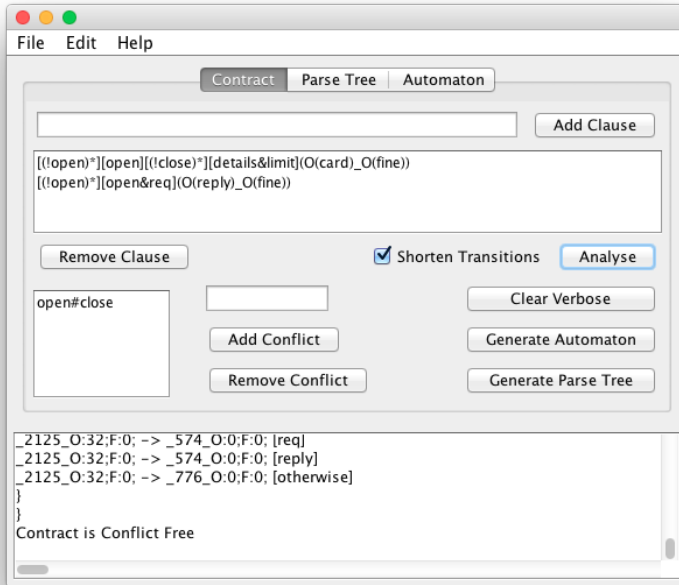 File Edit Help
Contract Parse Tree Automaton
Add Clause
[(!open)*][open][(!close)*][details&limit](O(card)_O(fine))
[(!open)*][open&req](O(reply)_O(fine))
Remove Clause Shorten Transitions Analyse
open#close
Clear Verbose
Add Conflict Generate Automaton
Remove Conflict Generate Parse Tree
_2125_O:32;F:0; -> _574_O:0;F:0; [req]
_2125_O:32;F:0; -> _574_O:0;F:0; [reply]
_2125_O:32;F:0; -> _776_O:0;F:0; [otherwise]
}
}
Contract is Conflict Free